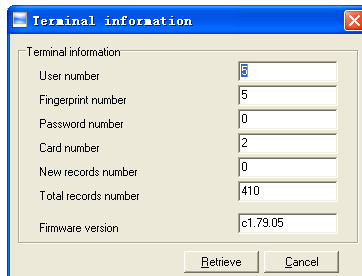 Terminal information
Terminal information
User number 5
Fingerprint number 5
Password number 0
Card number 2
New records number 0
Total records number 410
Firmware version c1.79.05
Retrieve Cancel